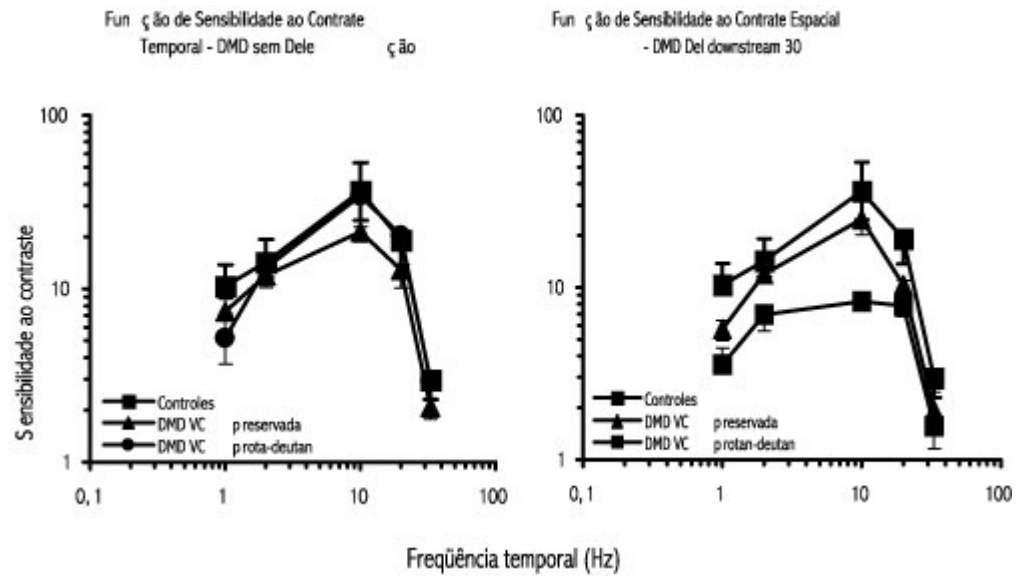 Fun ç ão de Sensibilidade ao Contrate
Temporal - DMD sem Dele ç ão
100
10
1
0,1 1 10 100
S ensibilidade ao contraste
Controles
DMD VC p reservada
DMD VC p rota-deutan
Fun ç ão de Sensibilidade ao Contrate Espacial
- DMD Del downstream 30
100
10
1
0,1 1 10 100
Controles
DMD VC p reservada
DMD VC p rotan-deutan
Freqüência temporal (Hz)